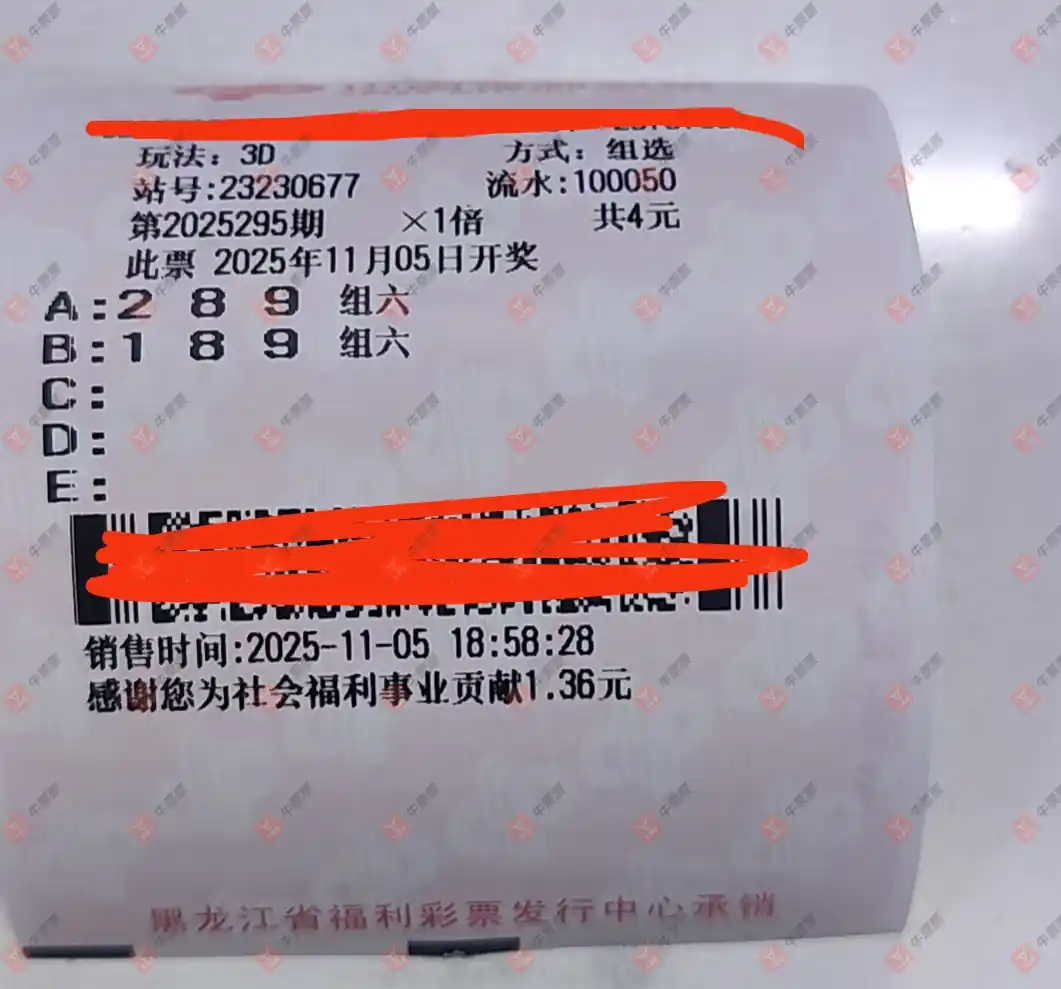 玩法：3D 方式：组选
站号:23230677 流水:100050
第2025295期 ×1倍 共4元
此票 2025年11月05日开奖
A:2 8 9 组六
B:1 8 9 组六
C:
D:
E:
销售时间:2025-11-05 18:58:28
感谢您为社会福利事业贡献1.36元
黑龙江省福利彩票发行中心承销